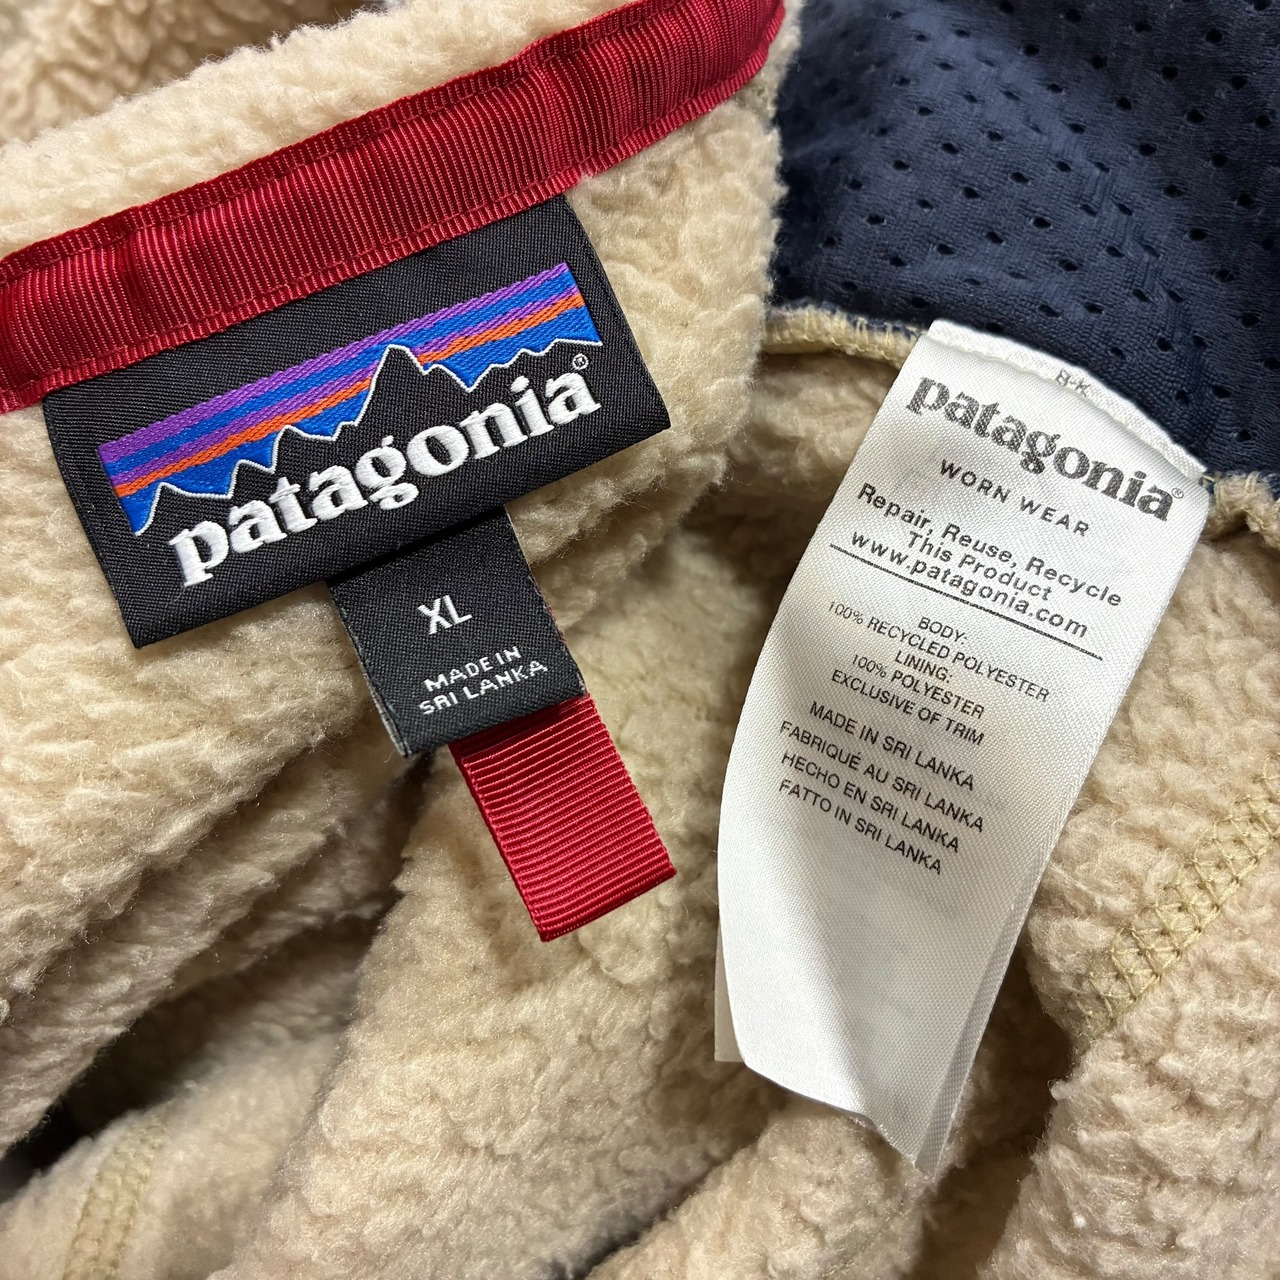 patagonia®
XL
MADE IN
SRI LANKA
8-K
patagonia®
WORN WEAR
Repair, Reuse, Recycle
This Product
www.patagonia.com
BODY:
100% RECYCLED POLYESTER
LINING:
100% POLYESTER
EXCLUSIVE OF TRIM
MADE IN SRI LANKA
FABRIQUÉ AU SRI LANKA
HECHO EN SRI LANKA
FATTO IN SRI LANKA